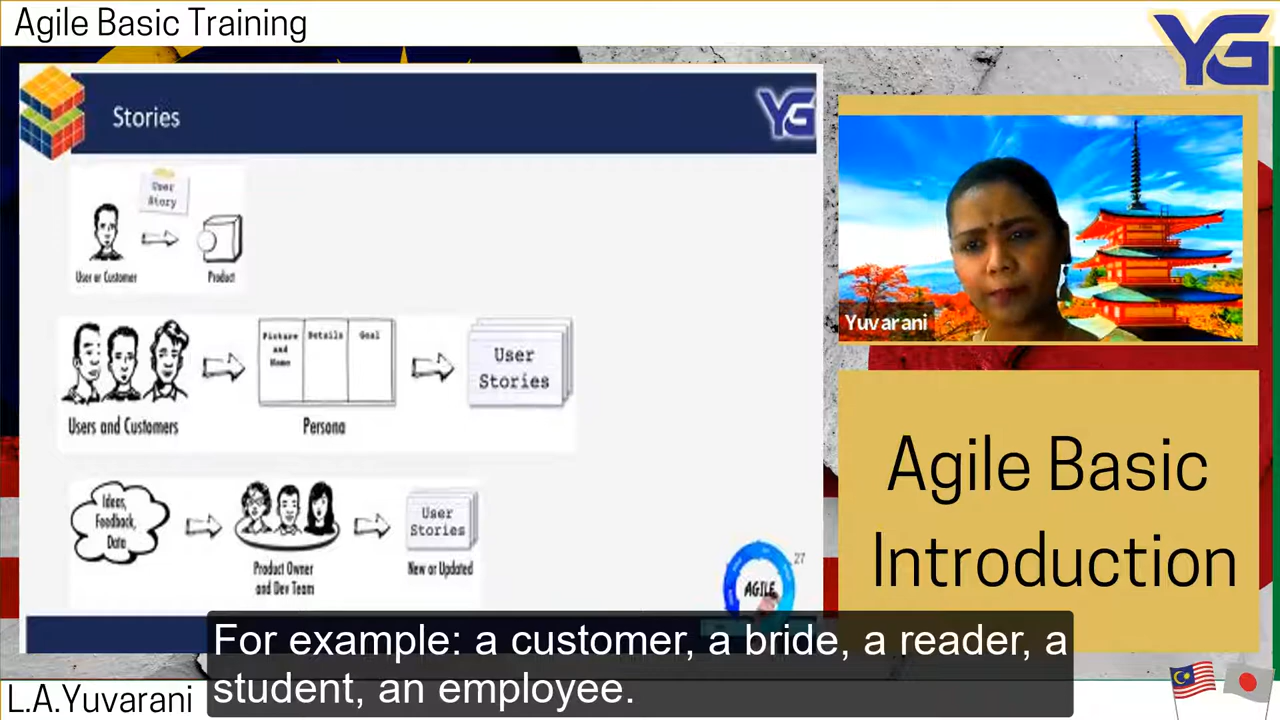 Agile Basic Training
YG
Stories
YG
User
Story
User or Customer
Product
Picture
and
Name
Details
Goal
User
Stories
Users and Customers
Persona
Ideas,
Feedback,
Data
User
Stories
Product Owner
and Dev Team
New or Updated
27
AGILE
Yuvarani
Agile Basic
Introduction
For example: a customer, a bride, a reader, a
student, an employee.
L.A.Yuvarani